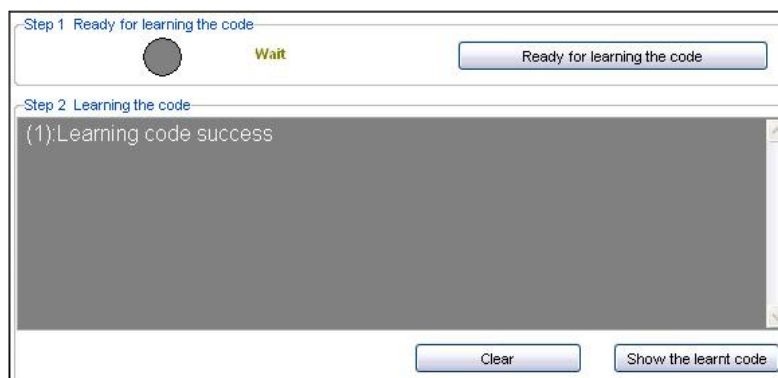 Step 1 Ready for learning the code
Wait
Ready for learning the code
Step 2 Learning the code
(1):Learning code success
Clear
Show the learnt code